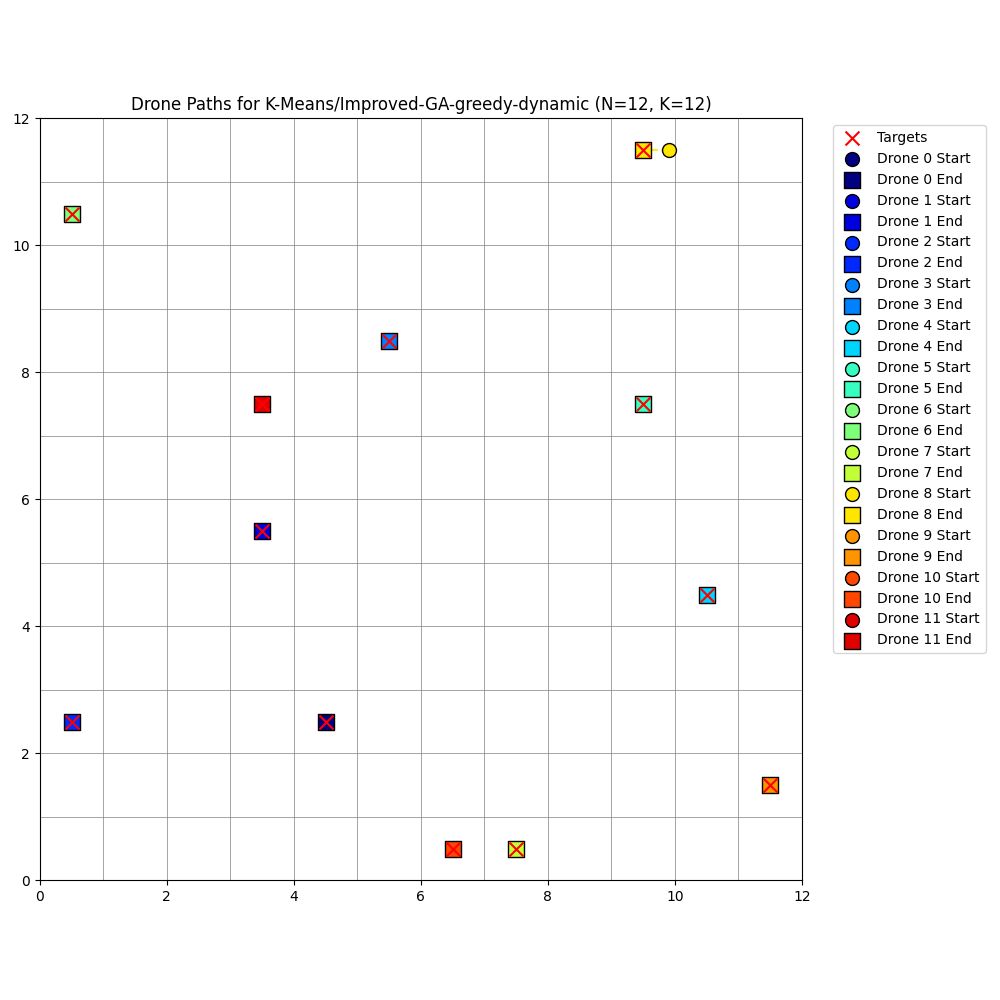 Drone Paths for K-Means/Improved-GA-greedy-dynamic (N=12, K=12)
12
10
8
6
4
2
0
0 2 4 6 8 10 12
Targets
Drone 0 Start
Drone 0 End
Drone 1 Start
Drone 1 End
Drone 2 Start
Drone 2 End
Drone 3 Start
Drone 3 End
Drone 4 Start
Drone 4 End
Drone 5 Start
Drone 5 End
Drone 6 Start
Drone 6 End
Drone 7 Start
Drone 7 End
Drone 8 Start
Drone 8 End
Drone 9 Start
Drone 9 End
Drone 10 Start
Drone 10 End
Drone 11 Start
Drone 11 End